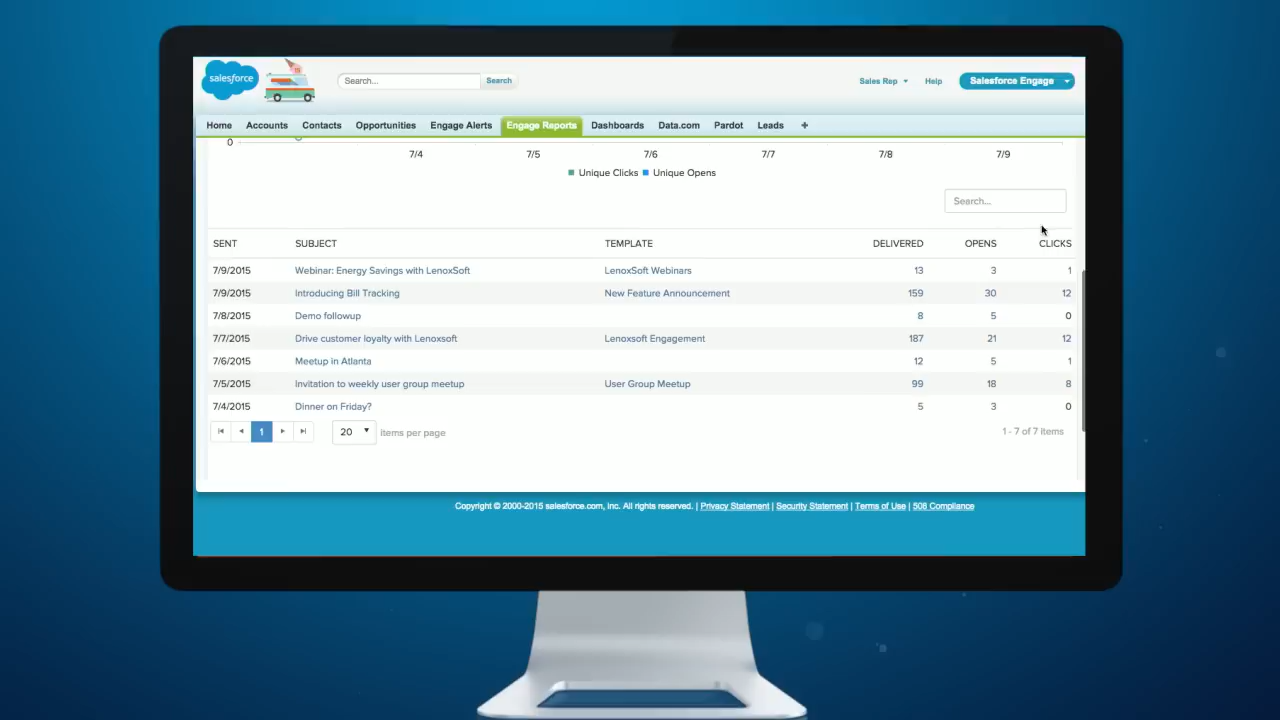 salesforce Search... Search Sales Rep Help Salesforce Engage
Home Accounts Contacts Opportunities Engage Alerts Engage Reports Dashboards Data.com Pardot Leads +
0
7/4 7/5 7/6 7/7 7/8 7/9
Unique Clicks Unique Opens
Search...
SENT SUBJECT TEMPLATE DELIVERED OPENS CLICKS
7/9/2015 Webinar: Energy Savings with LenoxSoft LenoxSoft Webinars 13 3 1
7/9/2015 Introducing Bill Tracking New Feature Announcement 159 30 12
7/8/2015 Demo followup 8 5 0
7/7/2015 Drive customer loyalty with Lenoxsoft Lenoxsoft Engagement 187 21 12
7/6/2015 Meetup in Atlanta 12 5 1
7/5/2015 Invitation to weekly user group meetup User Group Meetup 99 18 8
7/4/2015 Dinner on Friday? 5 3 0
1 20 items per page 1 - 7 of 7 items
Copyright © 2000-2015 salesforce.com, inc. All rights reserved. | Privacy Statement | Security Statement | Terms of Use | 508 Compliance